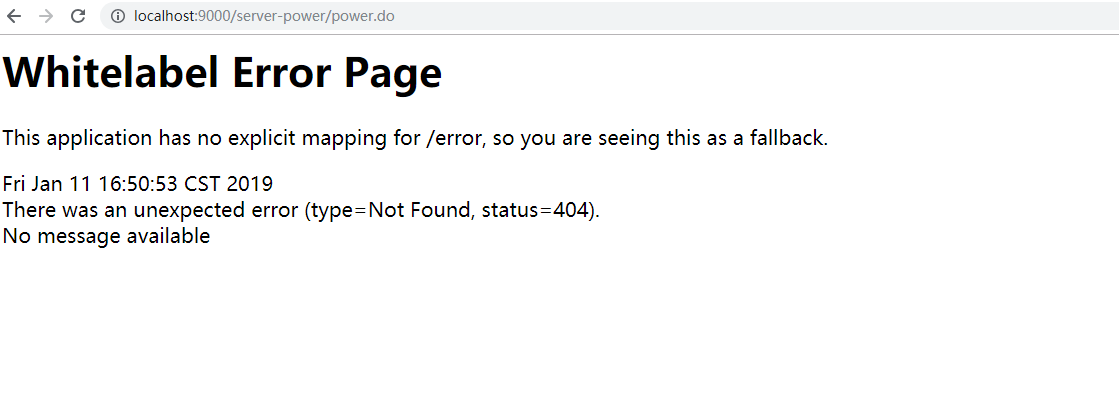 localhost:9000/server-power/power.do
Whitelabel Error Page
This application has no explicit mapping for /error, so you are seeing this as a fallback.
Fri Jan 11 16:50:53 CST 2019
There was an unexpected error (type=Not Found, status=404).
No message available